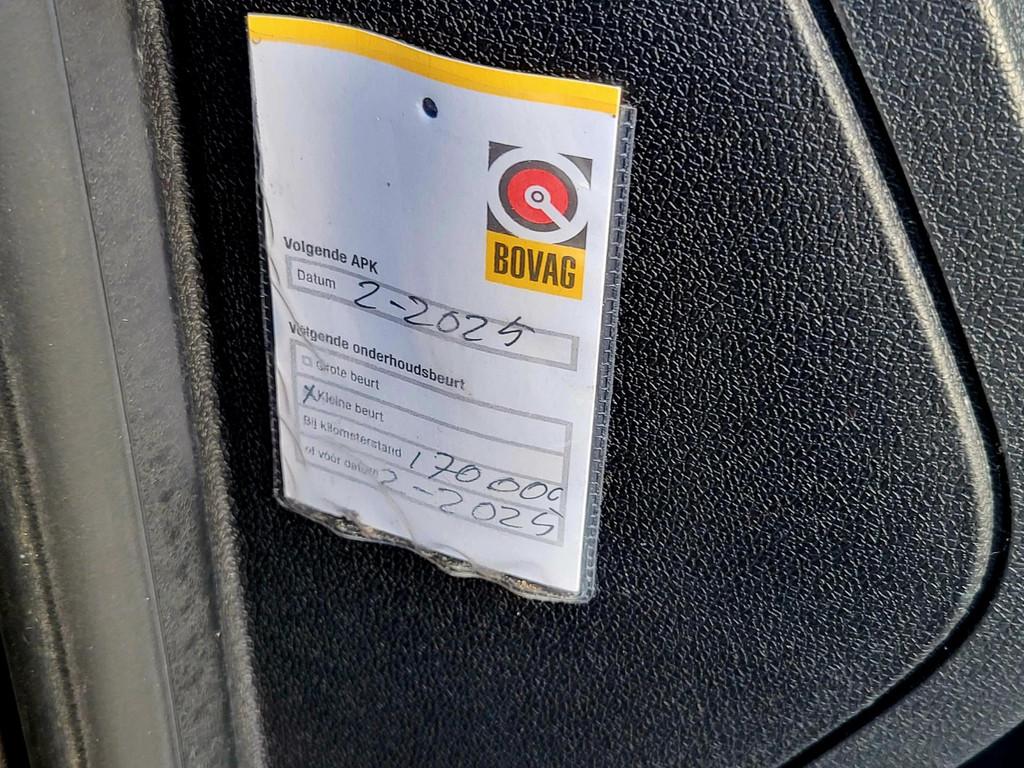 BOVAG
Volgende APK
Datum 2-2025
Volgende onderhoudsbeurt
Grote beurt
X Kleine beurt
Bij kilometerstand 170 000
of vóór datum 2-2025